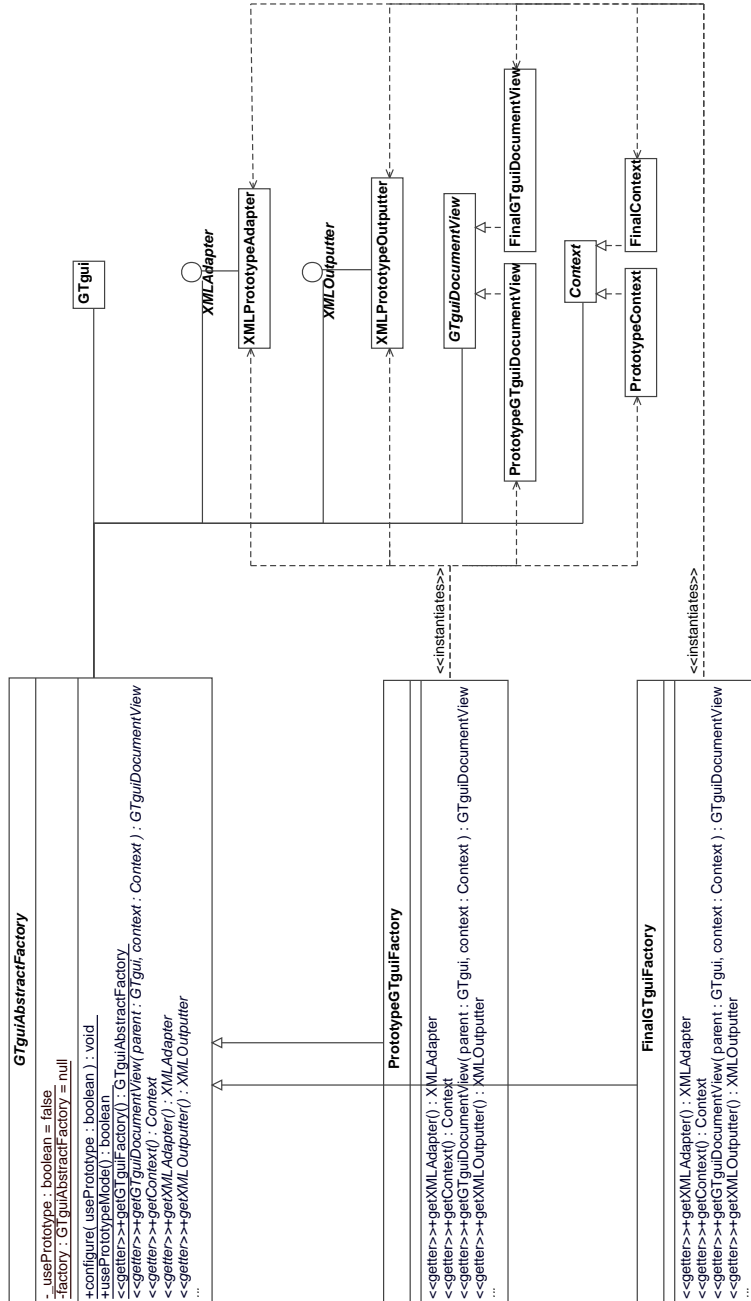 GTguiAbstractFactory
-_usePrototype : boolean = false
-factory : GTguiAbstractFactory = null
+configure( usePrototype : boolean ) : void
+usePrototypeMode() : boolean
<<getter>>+getGTguiFactory() : GTguiAbstractFactory
<<getter>>+getGTguiDocumentView( parent : GTgui, context : Context ) : GTguiDocumentView
<<getter>>+getContext() : Context
<<getter>>+getXMLAdapter() : XMLAdapter
<<getter>>+getXMLOutputter() : XMLOutputter
...
PrototypeGTguiFactory
<<getter>>+getXMLAdapter() : XMLAdapter
<<getter>>+getContext() : Context
<<getter>>+getGTguiDocumentView( parent : GTgui, context : Context ) : GTguiDocumentView
<<getter>>+getXMLOutputter() : XMLOutputter
...
FinalGTguiFactory
<<getter>>+getXMLAdapter() : XMLAdapter
<<getter>>+getContext() : Context
<<getter>>+getGTguiDocumentView( parent : GTgui, context : Context ) : GTguiDocumentView
<<getter>>+getXMLOutputter() : XMLOutputter
...
<<instantiates>>
<<instantiates>>
GTgui
XMLAdapter
XMLPrototypeAdapter
XMLOutputter
XMLPrototypeOutputter
GTguiDocumentView
PrototypeGTguiDocumentView
FinalGTguiDocumentView
Context
PrototypeContext
FinalContext